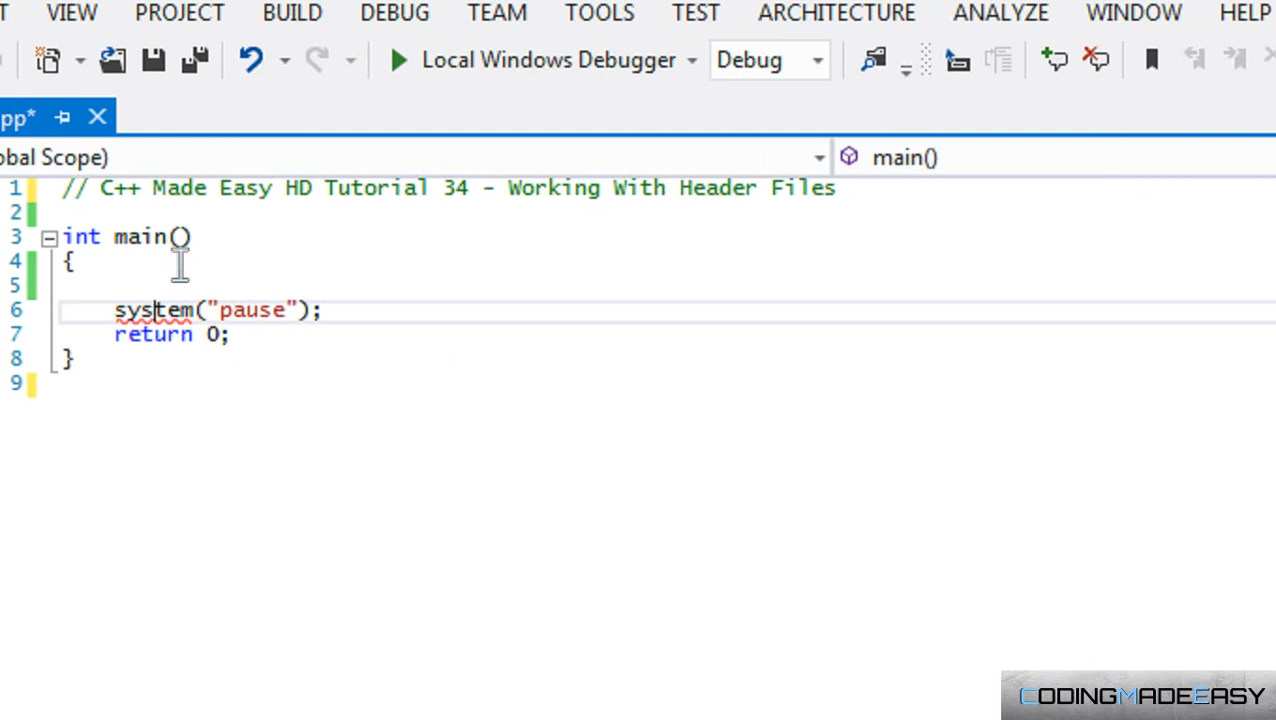 T VIEW PROJECT BUILD DEBUG TEAM TOOLS TEST ARCHITECTURE ANALYZE WINDOW HELP
Local Windows Debugger Debug
pp*
obal Scope) main()
1 // C++ Made Easy HD Tutorial 34 - Working With Header Files
2
3 int main()
4 {
5
6 system("pause");
7 return 0;
8 }
9
CODINGMADEEASY